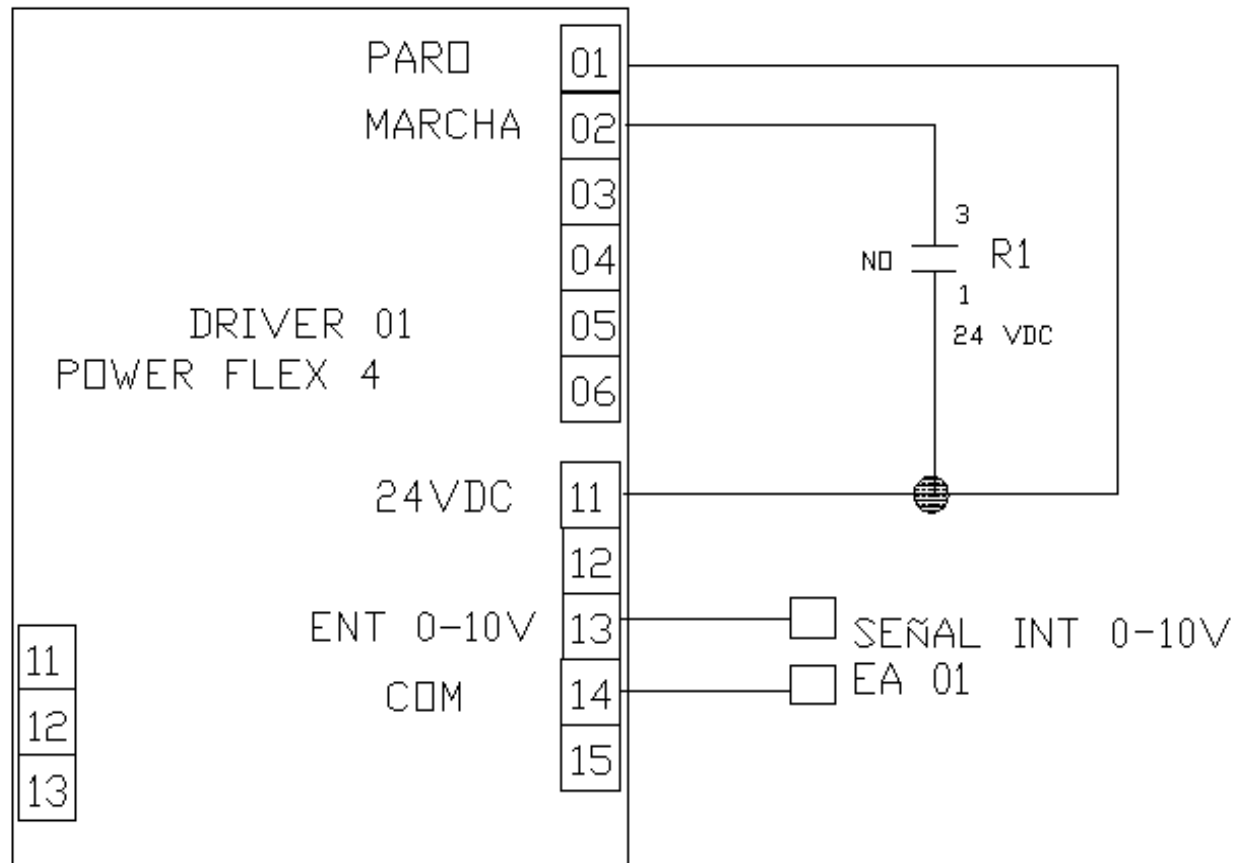 PARO 01
MARCHA 02
03
04
05
06
3
NO R1
1
24 VDC
DRIVER 01
POWER FLEX 4
24VDC 11
12
ENT 0-10V 13
COM 14
15
SEÑAL INT 0-10V
EA 01
11
12
13